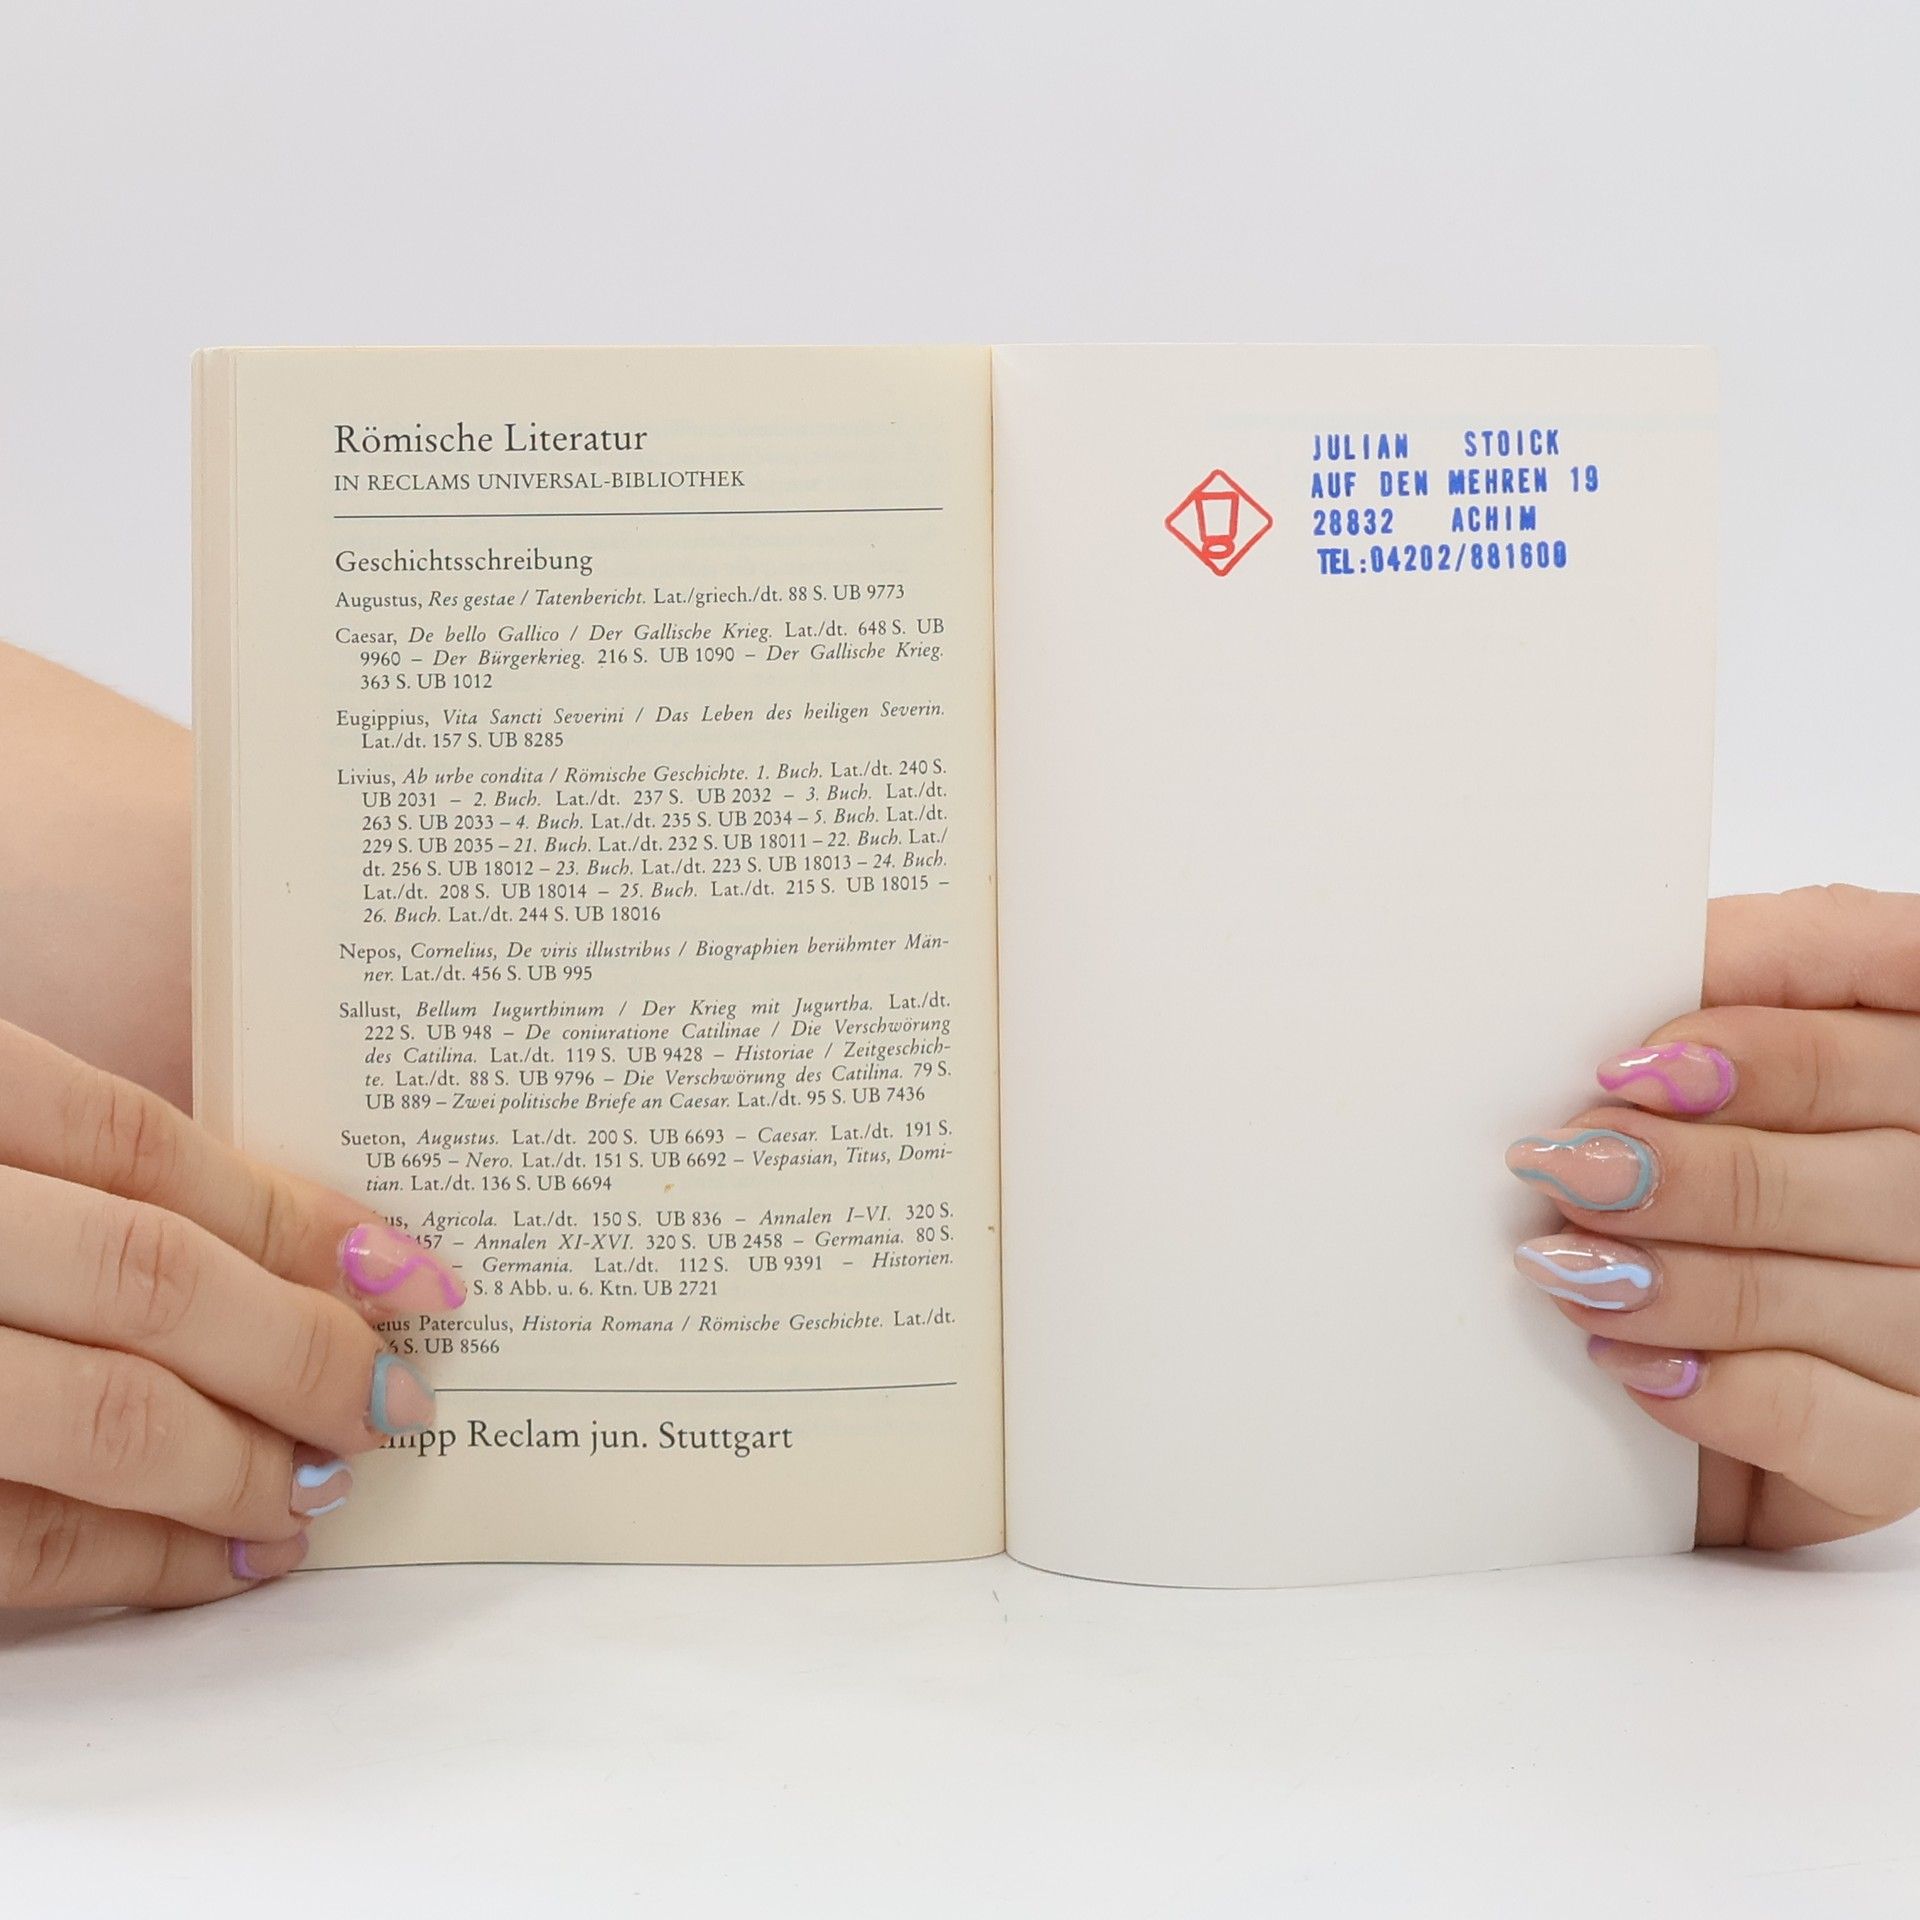 Römische Literatur
IN RECLAMS UNIVERSAL-BIBLIOTHEK
Geschichtsschreibung
Augustus, Res gestae / Tatenbericht. Lat./griech./dt. 88 S. UB 9773
Caesar, De bello Gallico / Der Gallische Krieg. Lat./dt. 648 S. UB
9960 – Der Bürgerkrieg. 216 S. UB 1090 – Der Gallische Krieg.
363 S. UB 1012
Eugippius, Vita Sancti Severini / Das Leben des heiligen Severin.
Lat./dt. 157 S. UB 8285
Livius, Ab urbe condita / Römische Geschichte. 1. Buch. Lat./dt. 240 S.
UB 2031 – 2. Buch. Lat./dt. 237 S. UB 2032 – 3. Buch. Lat./dt.
263 S. UB 2033 – 4. Buch. Lat./dt. 235 S. UB 2034 – 5. Buch. Lat./dt.
229 S. UB 2035 – 21. Buch. Lat./dt. 232 S. UB 18011 – 22. Buch. Lat./
dt. 256 S. UB 18012 – 23. Buch. Lat./dt. 223 S. UB 18013 – 24. Buch.
Lat./dt. 208 S. UB 18014 – 25. Buch. Lat./dt. 215 S. UB 18015 –
26. Buch. Lat./dt. 244 S. UB 18016
Nepos, Cornelius, De viris illustribus / Biographien berühmter Män-
ner. Lat./dt. 456 S. UB 995
Sallust, Bellum Iugurthinum / Der Krieg mit Jugurtha. Lat./dt.
222 S. UB 948 – De coniuratione Catilinae / Die Verschwörung
des Catilina. Lat./dt. 119 S. UB 9428 – Historiae / Zeitgeschich-
te. Lat./dt. 88 S. UB 9796 – Die Verschwörung des Catilina. 79 S.
UB 889 – Zwei politische Briefe an Caesar. Lat./dt. 95 S. UB 7436
Sueton, Augustus. Lat./dt. 200 S. UB 6693 – Caesar. Lat./dt. 191 S.
UB 6695 – Nero. Lat./dt. 151 S. UB 6692 – Vespasian, Titus, Domi-
tian. Lat./dt. 136 S. UB 6694
Agricola. Lat./dt. 150 S. UB 836 – Annalen I–VI. 320 S.
– Annalen XI-XVI. 320 S. UB 2458 – Germania. 80 S.
– Germania. Lat./dt. 112 S. UB 9391 – Historien.
S. 8 Abb. u. 6. Ktn. UB 2721
Paterculus, Historia Romana / Römische Geschichte. Lat./dt.
S. UB 8566
Reclam jun. Stuttgart
JULIAN STOICK
AUF DEN MEHREN 19
28832 ACHIM
TEL:04202/881600